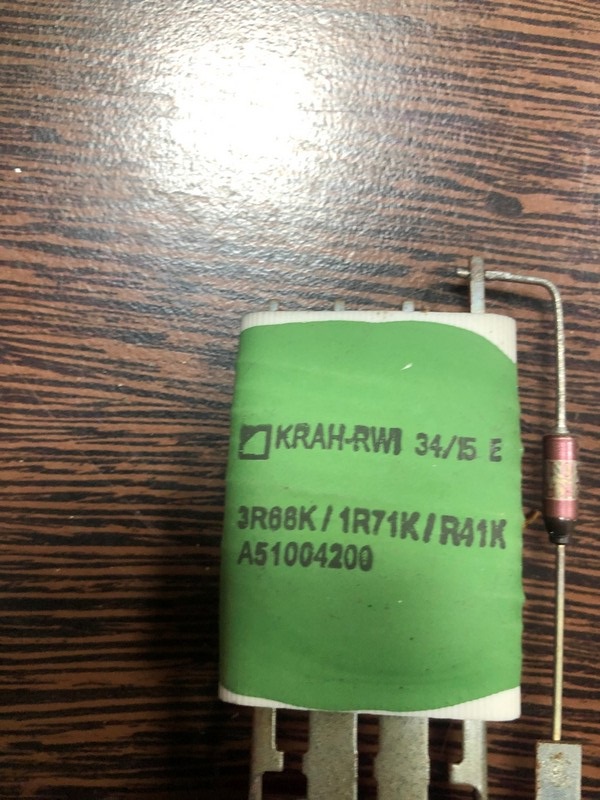 KRAH-RWI 34/15 E
3R68K / 1R71K / R41K
A51004200